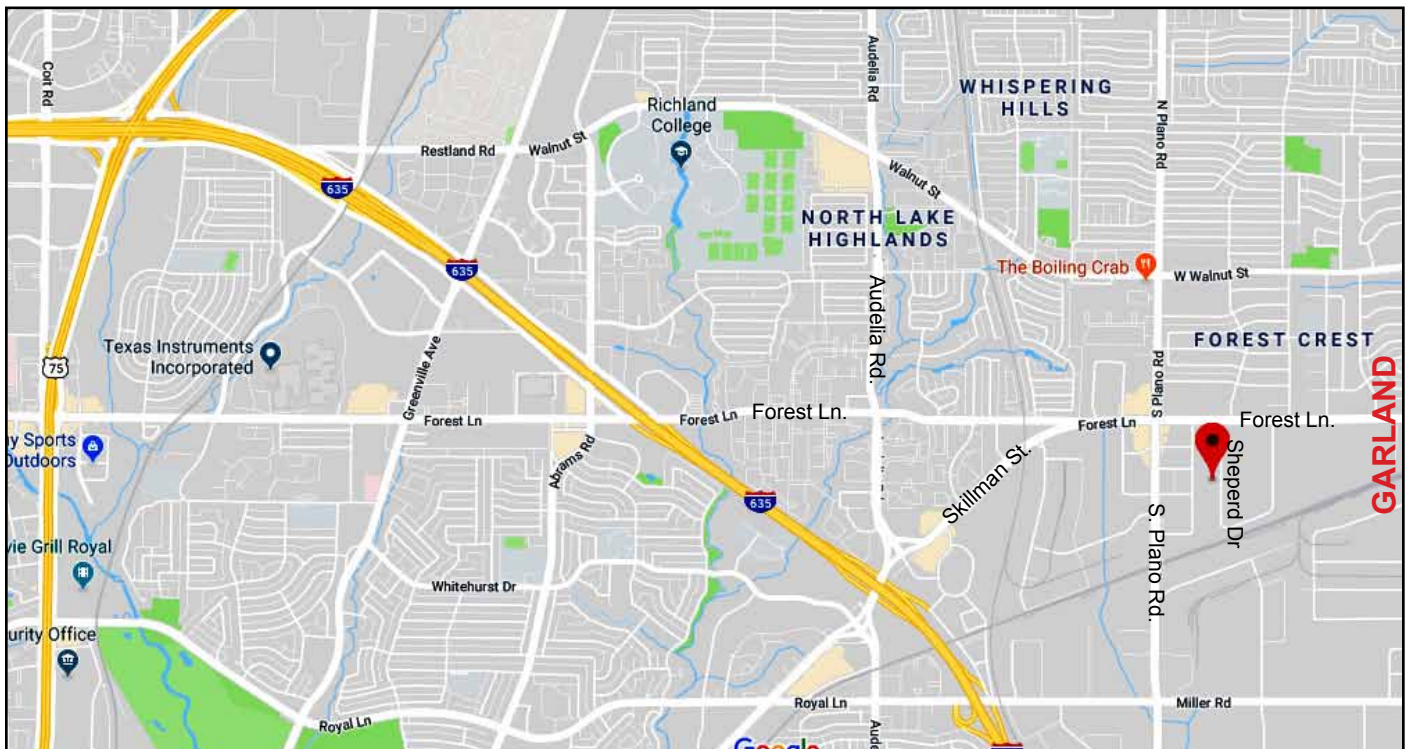 Coit Rd
Audelia Rd
WHISPERING
HILLS
Richland
College
N Plano Rd
Restland Rd
Walnut St
Walnut St
635
NORTH LAKE
HIGHLANDS
635
The Boiling Crab
W Walnut St
Audelia Rd.
Texas Instruments
Incorporated
FOREST CREST
75
Greenville Ave
S Plano Rd
GARLAND
Forest Ln
Forest Ln
Forest Ln.
Forest Ln
Forest Ln.
y Sports
Outdoors
Abrams Rd
Skillman St.
Sheperd Dr
635
S. Plano Rd.
vie Grill Royal
Whitehurst Dr
urity Office
Royal Ln
Royal Ln
Miller Rd
Aude
Google